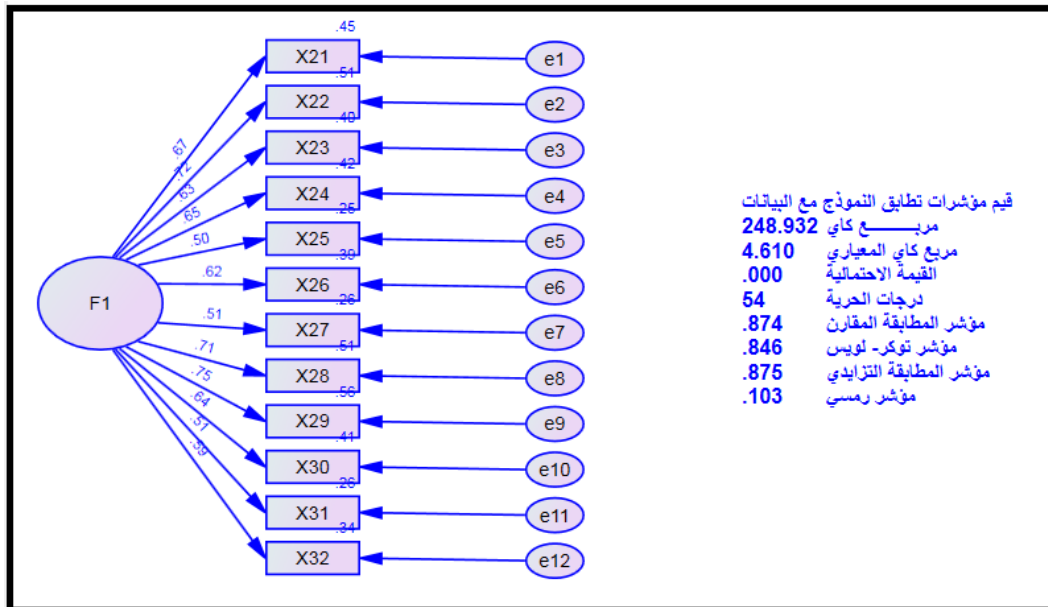 .45
X21
e1
.51
X22
e2
.40
X23
e3
.42
X24
e4
.25
X25
e5
.39
X26
e6
.26
X27
e7
.51
X28
e8
.56
X29
e9
.41
X30
e10
.26
X31
e11
.34
X32
e12
F1
.67
.72
.63
.65
.50
.62
.51
.71
.75
.64
.51
.59
قيم مؤشرات تطابق النموذج مع البيانات
مربـــــــــع كاي 248.932
مربع كاي المعياري 4.610
القيمة الاحتمالية .000
درجات الحرية 54
مؤشر المطابقة المقارن .874
مؤشر توكر- لويس .846
مؤشر المطابقة التزايدي .875
مؤشر رمسي .103